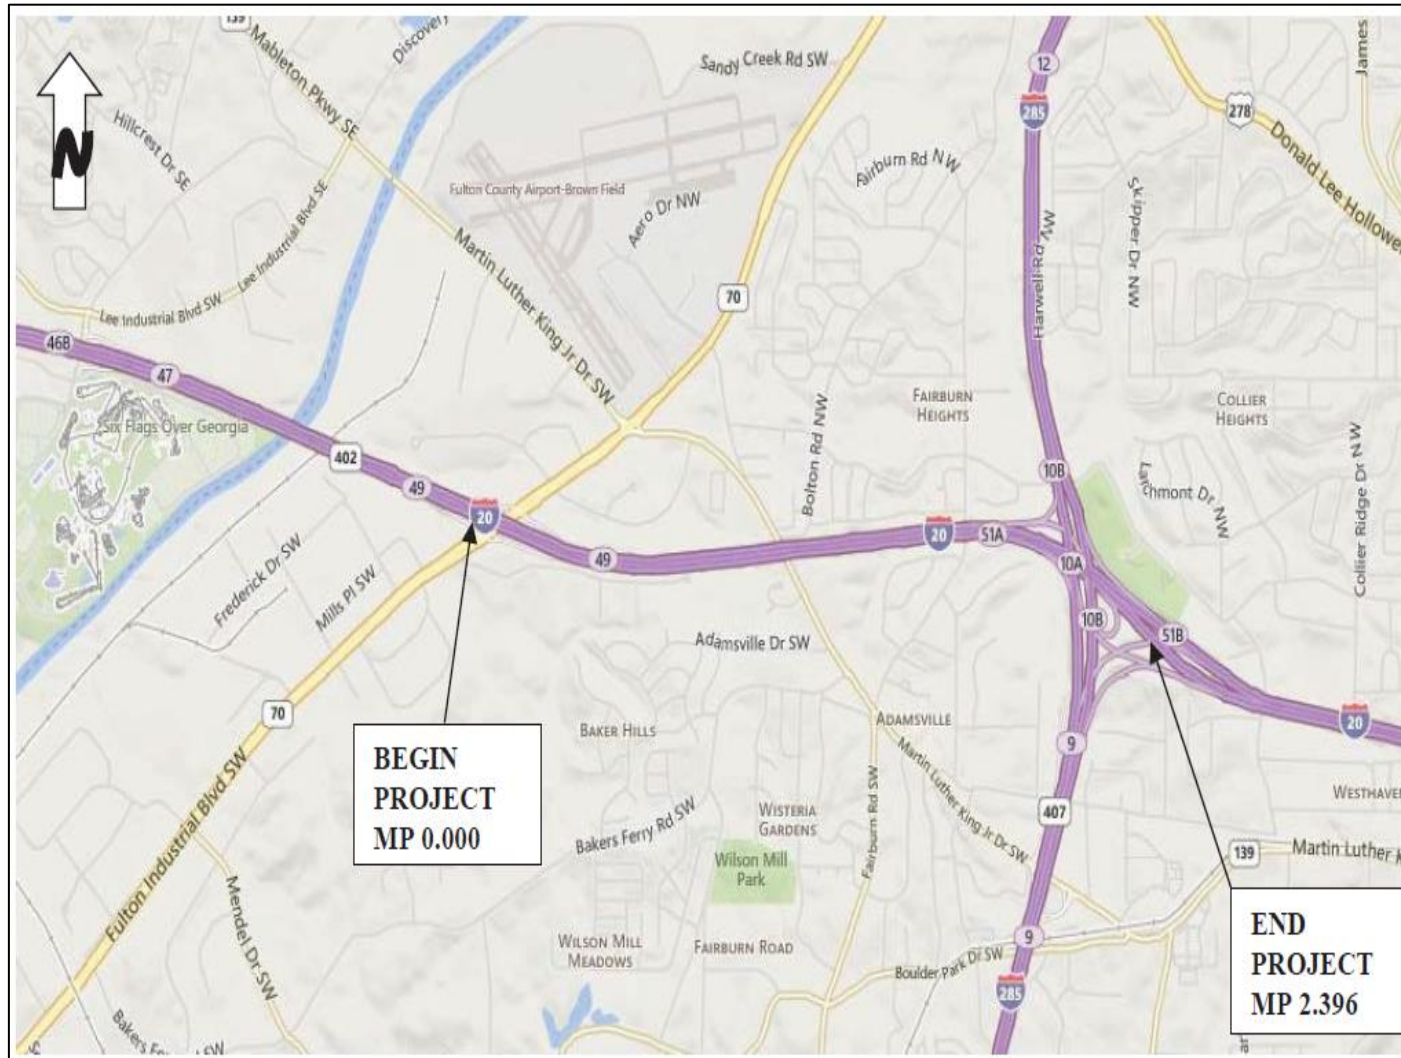 139
Mableton Pkwy SE
Discovery
Sandy Creek Rd SW
12
James
N
Hillcrest Dr SE
285
278
Donald Lee Hollowe
Fairburn Rd NW
Fulton County Airport-Brown Field
Aero Dr NW
Skipper Dr NW
Lee Industrial Blvd SE
Martin Luther King Jr Dr SW
Harwell Rd NW
Lee Industrial Blvd SW
70
46B
47
FAIRBURN
HEIGHTS
COLLIER
HEIGHTS
Six Flags Over Georgia
Bolton Rd NW
402
10B
Larchmont Dr NW
Collier Ridge Dr NW
49
20
20
51A
49
10A
Frederick Dr SW
Mills Pl SW
10B
51B
Adamsville Dr SW
70
BAKER HILLS
ADAMSVILLE
20
9
BEGIN
PROJECT
MP 0.000
Fulton Industrial Blvd SW
Martin Luther King Jr Dr SW
Fairburn Rd SW
WESTHAVE
Bakers Ferry Rd SW
WISTERIA
GARDENS
407
Wilson Mill
Park
139
Martin Luther K
Mendel Dr SW
WILSON MILL
MEADOWS
FAIRBURN ROAD
9
Boulder Park Dr SW
END
PROJECT
MP 2.396
285